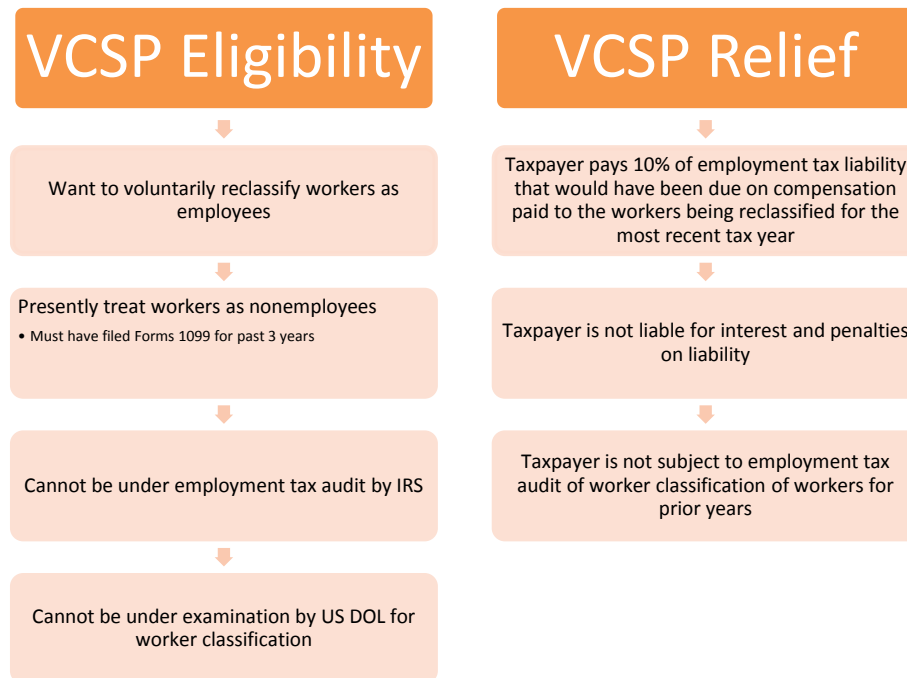 VCSP Eligibility
Want to voluntarily reclassify workers as
employees
Presently treat workers as nonemployees
• Must have filed Forms 1099 for past 3 years
Cannot be under employment tax audit by IRS
Cannot be under examination by US DOL for
worker classification
VCSP Relief
Taxpayer pays 10% of employment tax liability
that would have been due on compensation
paid to the workers being reclassified for the
most recent tax year
Taxpayer is not liable for interest and penalties
on liability
Taxpayer is not subject to employment tax
audit of worker classification of workers for
prior years